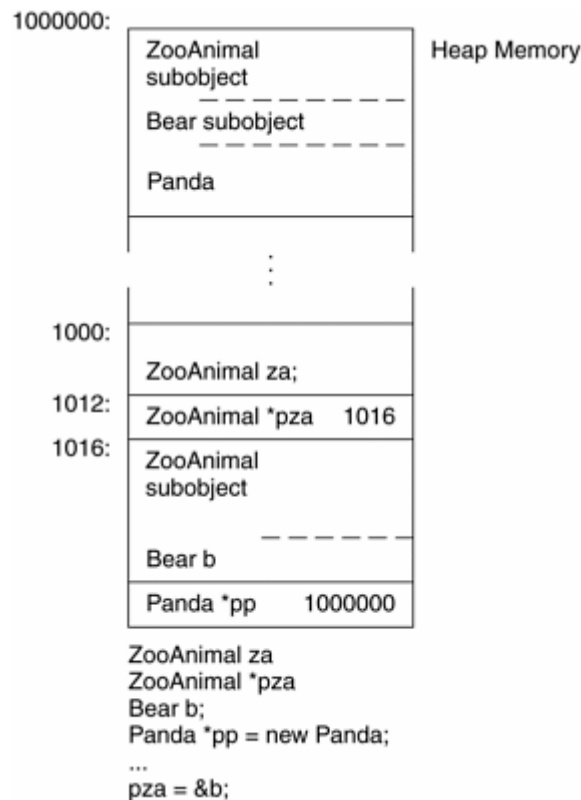 1000000:
ZooAnimal Heap Memory
subobject
Bear subobject
Panda
1000:
ZooAnimal za;
1012:
ZooAnimal *pza 1016
1016:
ZooAnimal
subobject
Bear b
Panda *pp 1000000
ZooAnimal za
ZooAnimal *pza
Bear b;
Panda *pp = new Panda;
...
pza = &b;